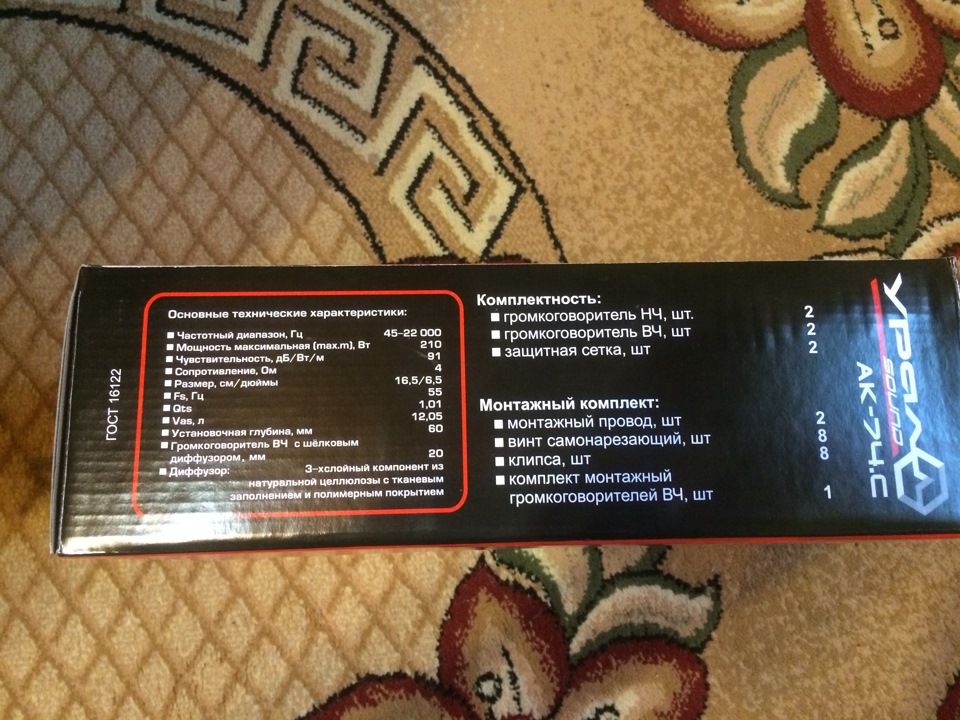 ГОСТ 16122
Основные технические характеристики:
■ Частотный диапазон, Гц 45-22 000
■ Мощность максимальная (max.m), Вт 210
■ Чувствительность, дБ/Вт/м 91
■ Сопротивление, Ом 4
■ Размер, см/дюймы 16,5/6,5
■ Fs, Гц 55
■ Qts 1,01
■ Vas, л 12,05
■ Установочная глубина, мм 60
■ Громкоговоритель ВЧ с шёлковым
диффузором, мм 20
■ Диффузор: 3-хслойный компонент из
натуральной целлюлозы с тканевым
заполнением и полимерным покрытием
Комплектность:
■ громкоговоритель НЧ, шт. 2
■ громкоговоритель ВЧ, шт 2
■ защитная сетка, шт 2
Монтажный комплект:
■ монтажный провод, шт 2
■ винт самонарезающий, шт 8
■ клипса, шт 8
■ комплект монтажный
громкоговорителей ВЧ, шт 1
УРАЛ
SOUND
АК-74.С